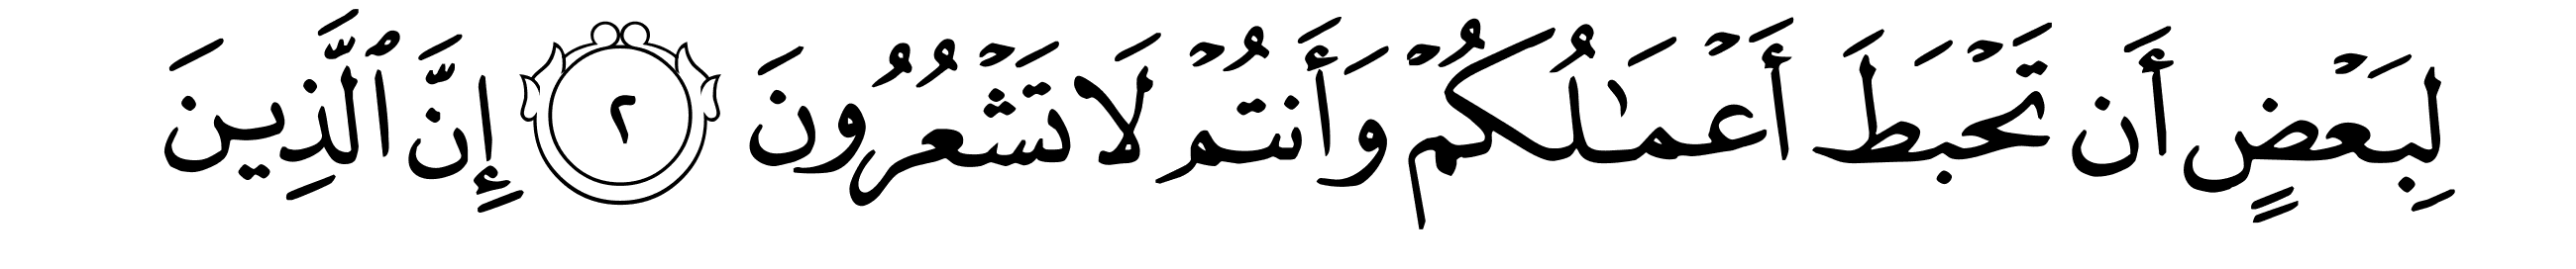 لِبَعْضٍ أَن تَحْبَطَ أَعْمَـٰلُكُمْ وَأَنتُمْ لَا تَشْعُرُونَ ٢ إِنَّ ٱلَّذِينَ